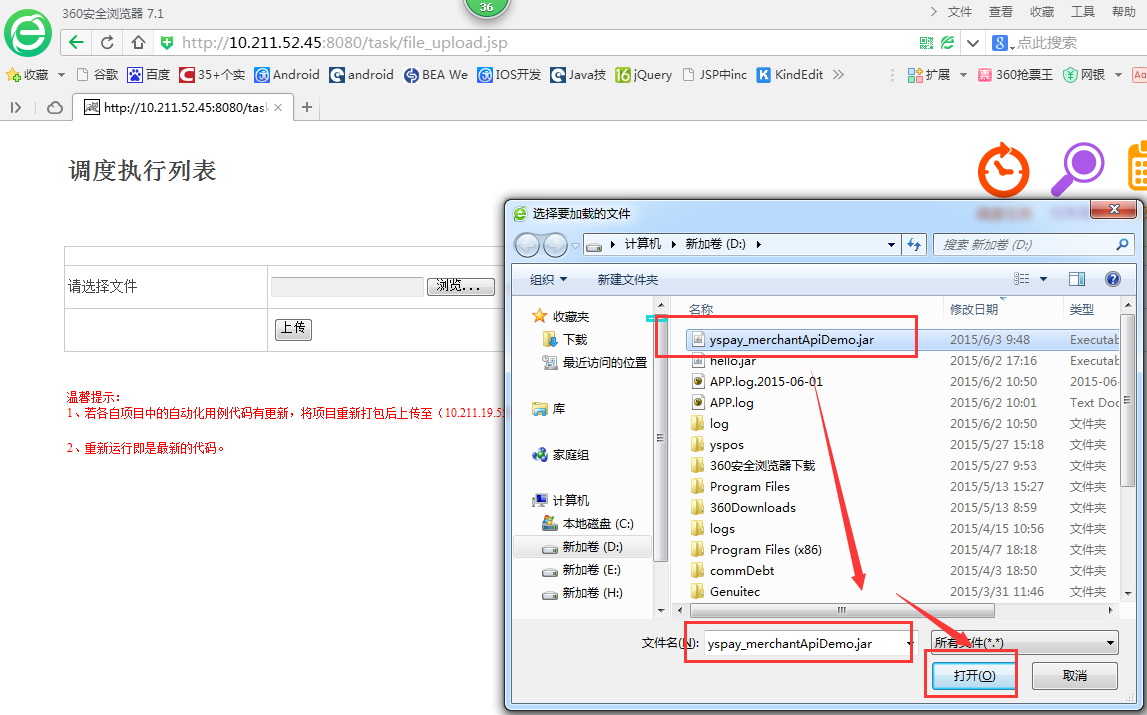 36
360安全浏览器 7.1
文件 查看 收藏 工具 帮助
http://10.211.52.45:8080/task/file_upload.jsp
点此搜索
收藏 谷歌 百度 35+个实 Android android BEA We IOS开发 Java技 jQuery JSP中inc KindEdit 扩展 360抢票王 网银
http://10.211.52.45:8080/tas
调度执行列表
请选择文件 浏览...
上传
温馨提示：
1、若各自项目中的自动化用例代码有更新，将项目重新打包后上传至（10.211.19.5
2、重新运行即是最新的代码。
选择要加载的文件
计算机 新加卷 (D:)
搜索 新加卷 (D:)
组织 新建文件夹
收藏夹
下载
最近访问的位置
库
家庭组
计算机
本地磁盘 (C:)
新加卷 (D:)
新加卷 (E:)
新加卷 (H:)
名称 修改日期 类型
yspay_merchantApiDemo.jar 2015/6/3 9:48 Executab
hello.jar 2015/6/2 17:16 Executab
APP.log.2015-06-01 2015/6/2 10:50 2015-06-
APP.log 2015/6/2 10:01 Text Doc
log 2015/6/2 10:50 文件夹
yspos 2015/5/27 15:18 文件夹
360安全浏览器下载 2015/5/27 9:53 文件夹
Program Files 2015/5/13 15:27 文件夹
360Downloads 2015/5/13 8:59 文件夹
logs 2015/4/15 10:56 文件夹
Program Files (x86) 2015/4/7 18:18 文件夹
commDebt 2015/4/3 18:50 文件夹
Genuitec 2015/3/31 11:46 文件夹
文件名(N): yspay_merchantApiDemo.jar 所有文件(*.*)
打开(O) 取消